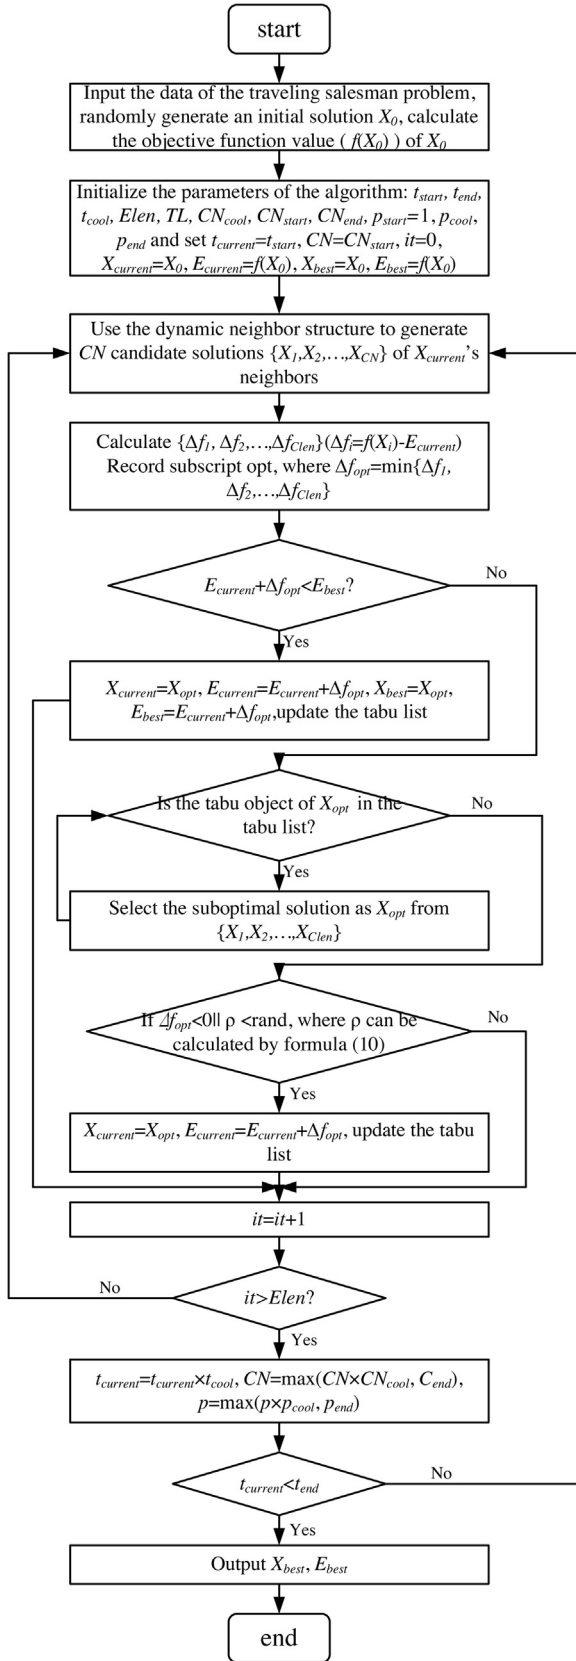 start
Input the data of the traveling salesman problem,
randomly generate an initial solution X0, calculate
the objective function value ( f(X0) ) of X0
Initialize the parameters of the algorithm: tstart, tend,
tcool, Elen, TL, CNcool, CNstart, CNend, pstart=1, pcool,
pend and set tcurrent=tstart, CN=CNstart, it=0,
Xcurrent=X0, Ecurrent=f(X0), Xbest=X0, Ebest=f(X0)
Use the dynamic neighbor structure to generate
CN candidate solutions {X1,X2,…,XCN} of Xcurrent's
neighbors
Calculate {Δf1, Δf2,…,ΔfClen}(Δfi=f(Xi)-Ecurrent)
Record subscript opt, where Δfopt=min{Δf1,
Δf2,…,ΔfClen}
Ecurrent+Δfopt<Ebest?
No
Yes
Xcurrent=Xopt, Ecurrent=Ecurrent+Δfopt, Xbest=Xopt,
Ebest=Ecurrent+Δfopt,update the tabu list
Is the tabu object of Xopt in the
tabu list?
No
Yes
Select the suboptimal solution as Xopt from
{X1,X2,…,XClen}
If Δfopt<0|| ρ <rand, where ρ can be
calculated by formula (10)
No
Yes
Xcurrent=Xopt, Ecurrent=Ecurrent+Δfopt, update the tabu
list
it=it+1
it>Elen?
No
Yes
tcurrent=tcurrent×tcool, CN=max(CN×CNcool, Cend),
p=max(p×pcool, pend)
tcurrent<tend
No
Yes
Output Xbest, Ebest
end